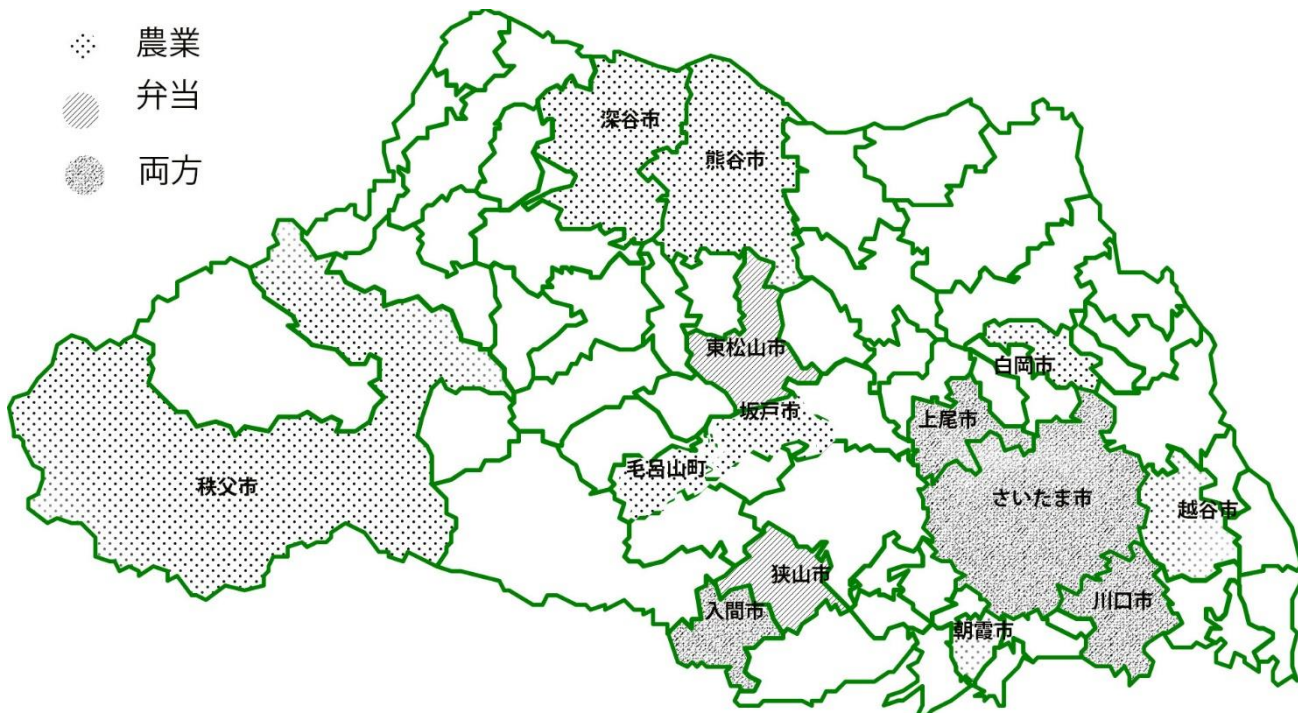 農業
弁当
両方
深谷市
熊谷市
東松山市
白岡市
坂戸市
上尾市
毛呂山町
秩父市
さいたま市
越谷市
狭山市
入間市
川口市
朝霞市